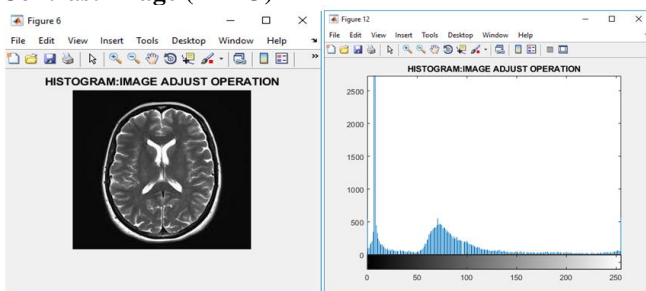 Figure 6
File Edit View Insert Tools Desktop Window Help
HISTOGRAM:IMAGE ADJUST OPERATION
Figure 12
File Edit View Insert Tools Desktop Window Help
HISTOGRAM:IMAGE ADJUST OPERATION
2500
2000
1500
1000
500
0
0 50 100 150 200 250